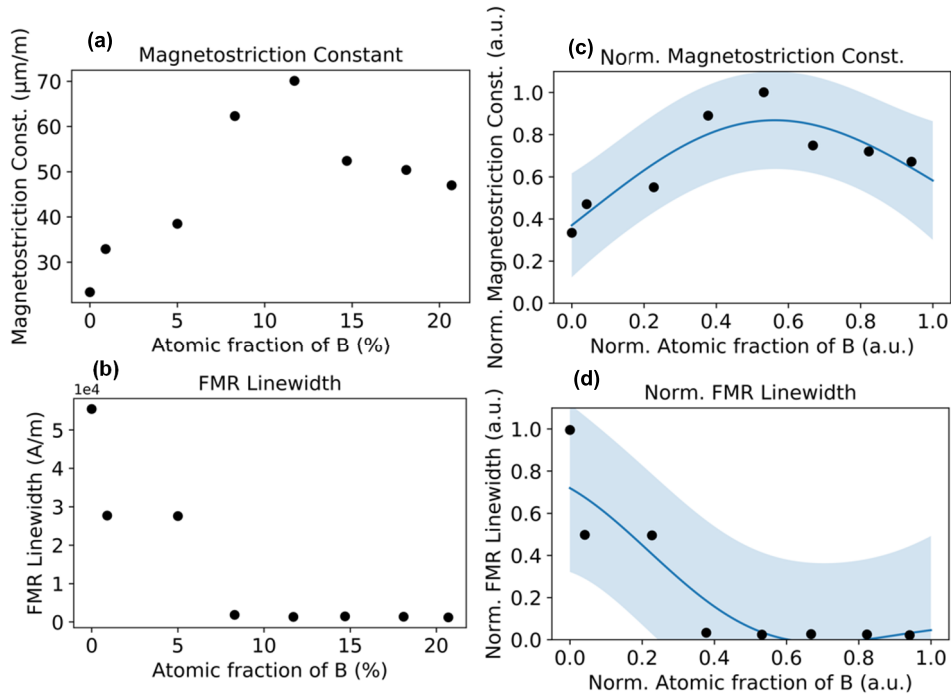 (a)
Magnetostriction Constant
Magnetostriction Const. (μm/m)
70
60
50
40
30
0 5 10 15 20
Atomic fraction of B (%)
(b)
1e4
FMR Linewidth
FMR Linewidth (A/m)
5
4
3
2
1
0
0 5 10 15 20
Atomic fraction of B (%)
(c)
Norm. Magnetostriction Const.
Norm. Magnetostriction Const. (a.u.)
1.0
0.8
0.6
0.4
0.2
0.0
0.0 0.2 0.4 0.6 0.8 1.0
Norm. Atomic fraction of B (a.u.)
(d)
Norm. FMR Linewidth
Norm. FMR Linewidth (a.u.)
1.0
0.8
0.6
0.4
0.2
0.0
0.0 0.2 0.4 0.6 0.8 1.0
Norm. Atomic fraction of B (a.u.)